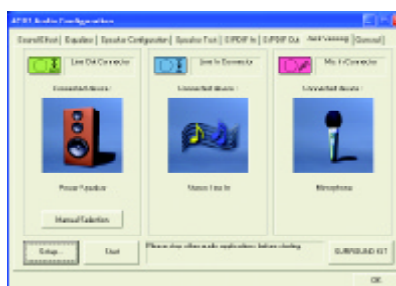 AC97 Audio Configuration
Sound Effect | Equalizer | Speaker Configuration | Speaker Test | S/PDIF In | S/PDIF Out | Jack Sensing | General
Line Out Connector
Line In Connector
Mic In Connector
Connected device :
Connected device :
Connected device :
Power Speaker
Stereo Line In
Microphone
Manual Selection
Setup...
Start
Please stop other audio applications before starting
SURROUND KIT
OK